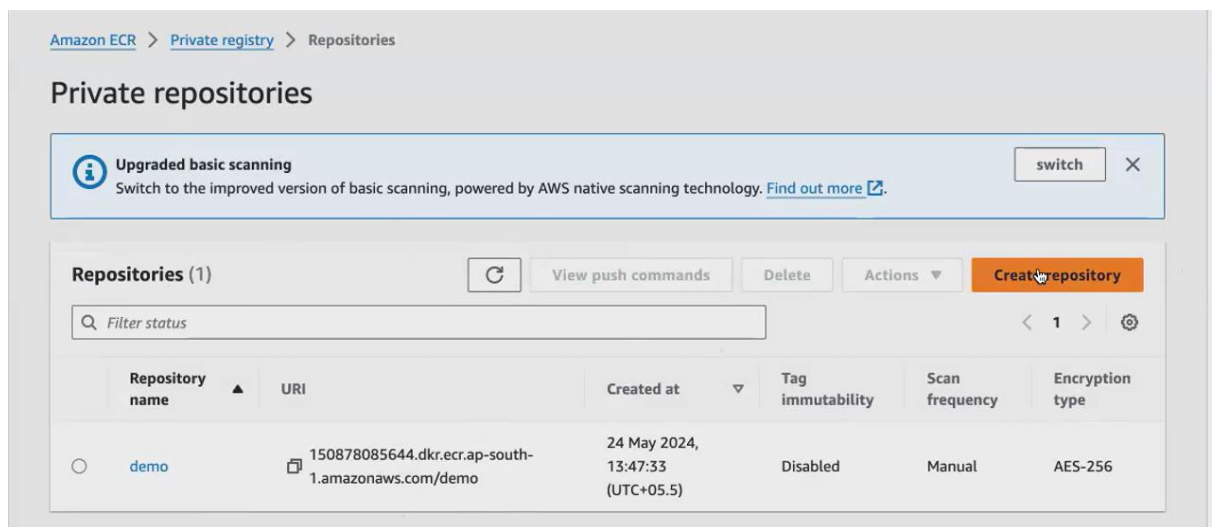 Amazon ECR > Private registry > Repositories
Private repositories
Upgraded basic scanning
Switch to the improved version of basic scanning, powered by AWS native scanning technology. Find out more.
switch
Repositories (1)
View push commands
Delete
Actions
Create repository
Filter status
1
Repository name
URI
Created at
Tag immutability
Scan frequency
Encryption type
demo
150878085644.dkr.ecr.ap-south-
1.amazonaws.com/demo
24 May 2024,
13:47:33
(UTC+05.5)
Disabled
Manual
AES-256